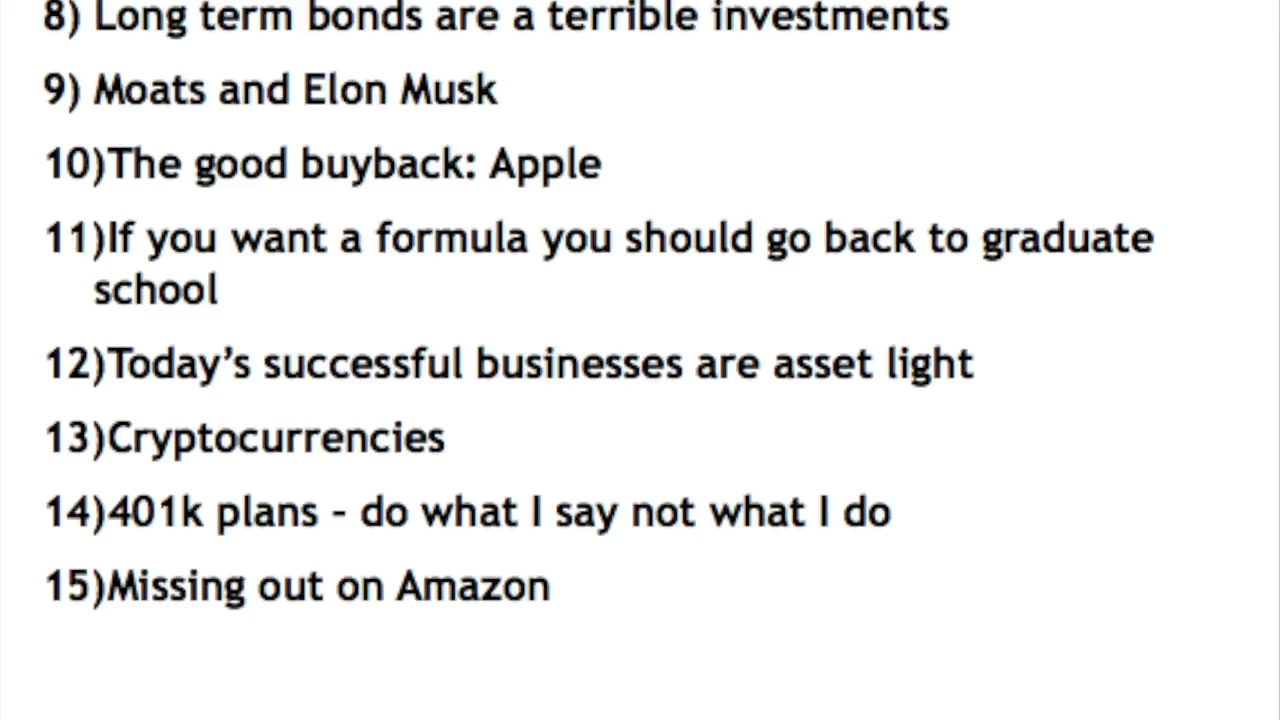 8) Long term bonds are a terrible investments
9) Moats and Elon Musk
10)The good buyback: Apple
11)If you want a formula you should go back to graduate
school
12)Today’s successful businesses are asset light
13)Cryptocurrencies
14)401k plans – do what I say not what I do
15)Missing out on Amazon